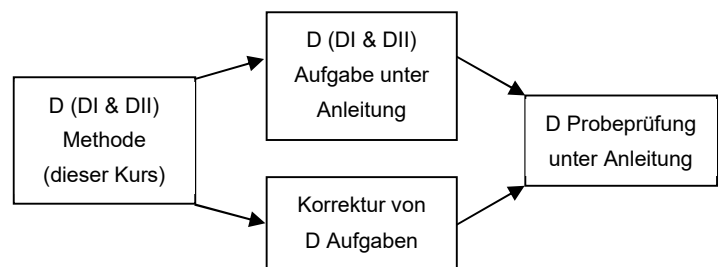 D (DI & DII)
Methode
(dieser Kurs)
D (DI & DII)
Aufgabe unter
Anleitung
Korrektur von
D Aufgaben
D Probeprüfung
unter Anleitung